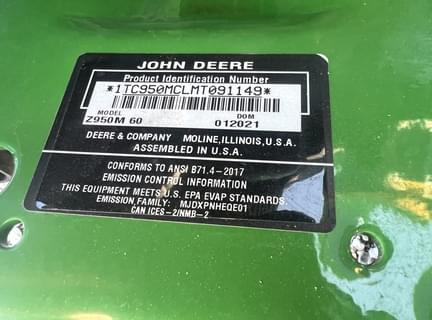 JOHN DEERE
Product Identification Number
*1TC950MCLMT091149*
MODEL DOM
Z950M 60 012021
DEERE & COMPANY MOLINE, ILLINOIS, U.S.A.
ASSEMBLED IN U.S.A.
CONFORMS TO ANSI B71.4-2017
EMISSION CONTROL INFORMATION
THIS EQUIPMENT MEETS U.S. EPA EVAP STANDARDS.
EMISSION FAMILY: MJDXPNHEQE01
CAN ICES-2/NMB-2